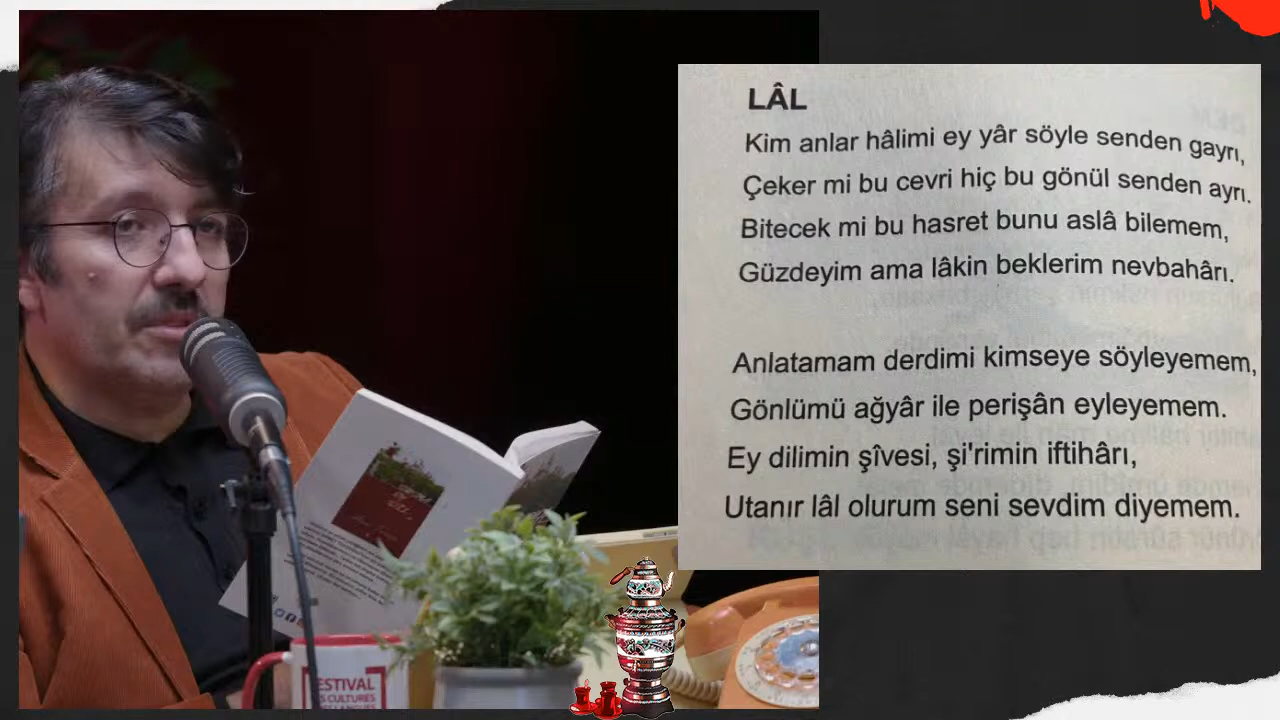 LÂL
Kim anlar hâlimi ey yâr söyle senden gayrı,
Çeker mi bu cevri hiç bu gönül senden ayrı.
Bitecek mi bu hasret bunu aslâ bilemem,
Güzdeyim ama lâkin beklerim nevbahârı.
Anlatamam derdimi kimseye söyleyemem,
Gönlümü ağyâr ile perişân eyleyemem.
Ey dilimin şîvesi, şi'rimin iftihârı,
Utanır lâl olurum seni sevdim diyemem.
ESTIVAL
S CULTURES